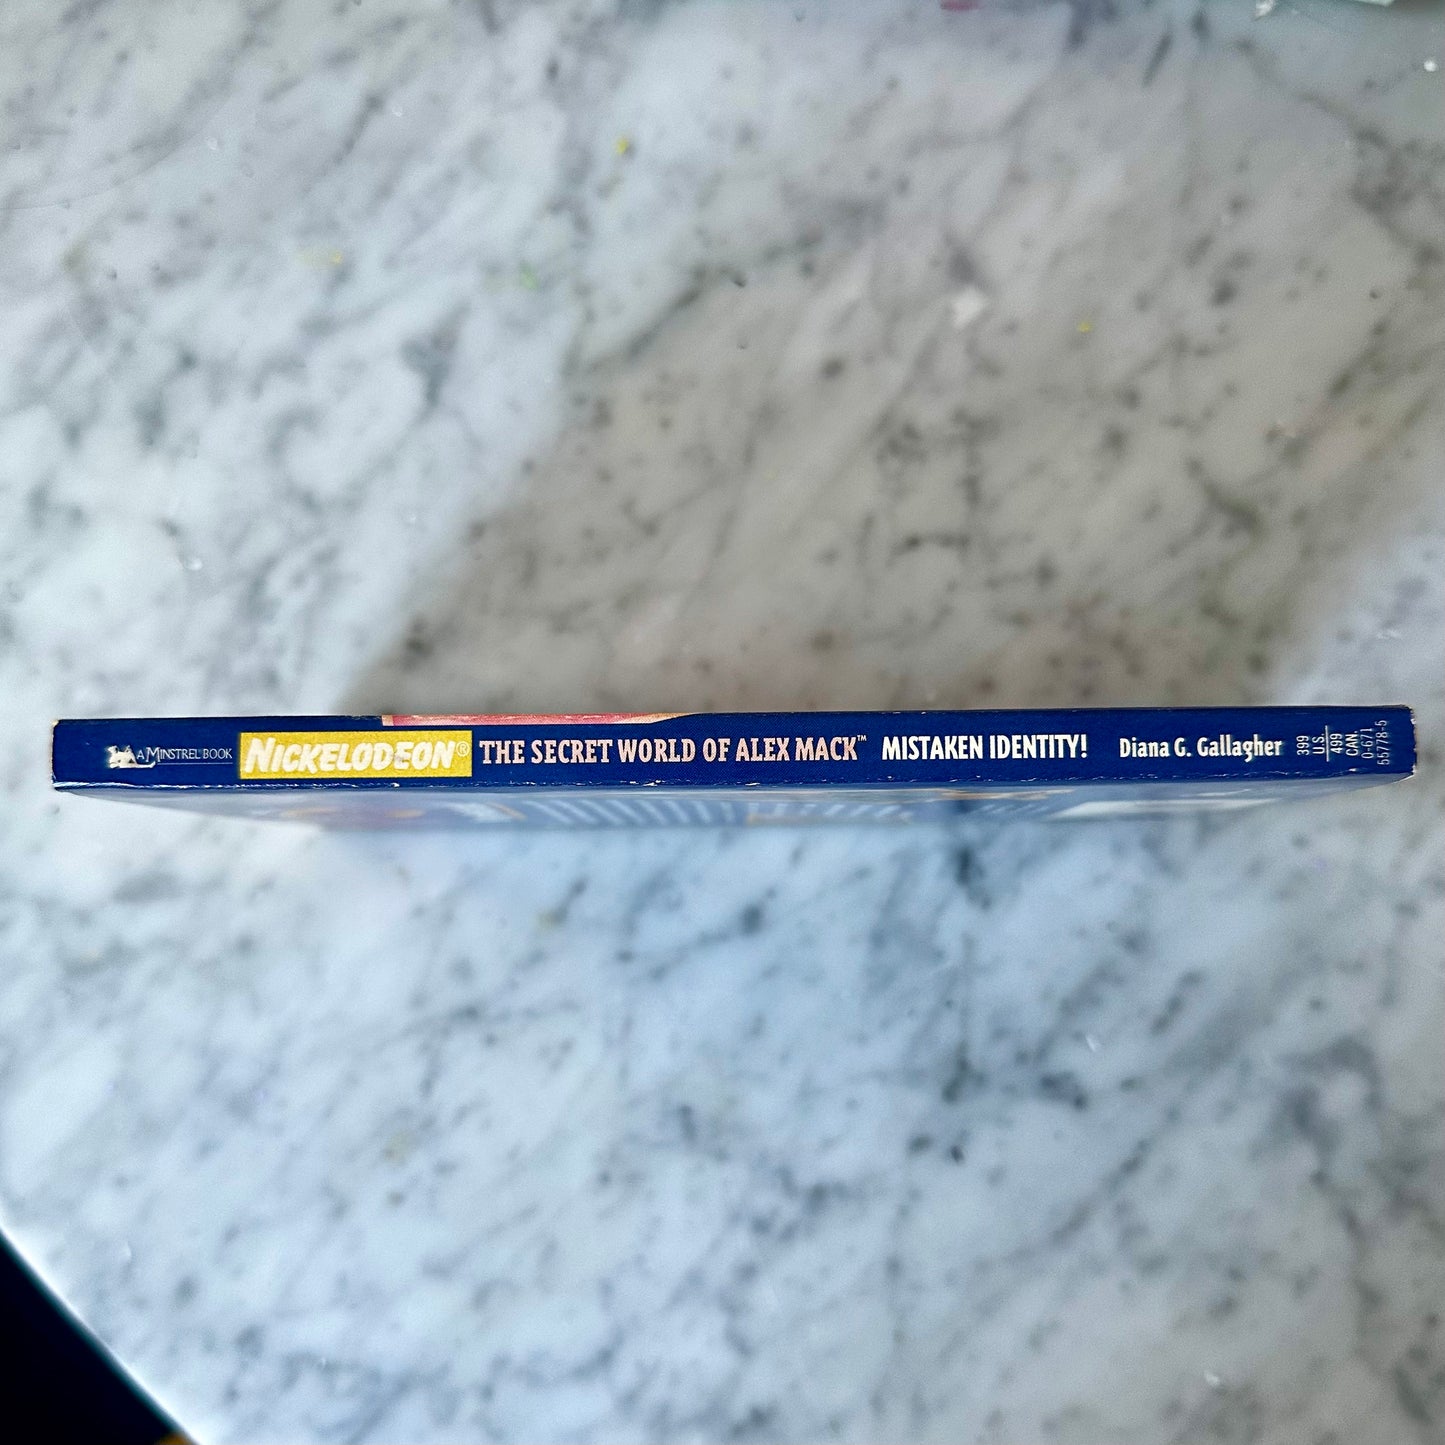 A MINSTREL® BOOK
NICKELODEON®
THE SECRET WORLD OF ALEX MACK™
MISTAKEN IDENTITY!
Diana G. Gallagher
399
U.S.
499
CAN.
0-671-
55778-5